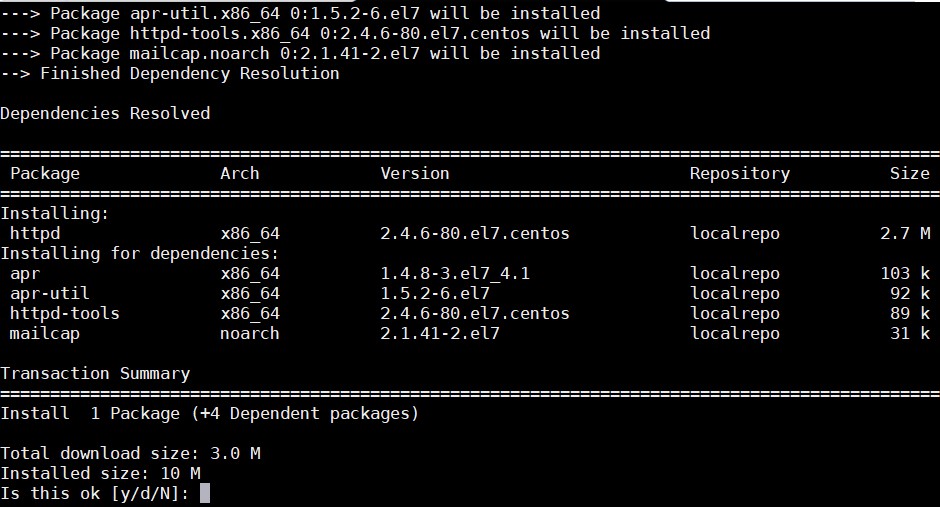 ---> Package apr-util.x86_64 0:1.5.2-6.el7 will be installed
---> Package httpd-tools.x86_64 0:2.4.6-80.el7.centos will be installed
---> Package mailcap.noarch 0:2.1.41-2.el7 will be installed
--> Finished Dependency Resolution
Dependencies Resolved
==============================================================================================
Package Arch Version Repository Size
==============================================================================================
Installing:
httpd x86_64 2.4.6-80.el7.centos localrepo 2.7 M
Installing for dependencies:
apr x86_64 1.4.8-3.el7_4.1 localrepo 103 k
apr-util x86_64 1.5.2-6.el7 localrepo 92 k
httpd-tools x86_64 2.4.6-80.el7.centos localrepo 89 k
mailcap noarch 2.1.41-2.el7 localrepo 31 k
Transaction Summary
==============================================================================================
Install 1 Package (+4 Dependent packages)
Total download size: 3.0 M
Installed size: 10 M
Is this ok [y/d/N]: